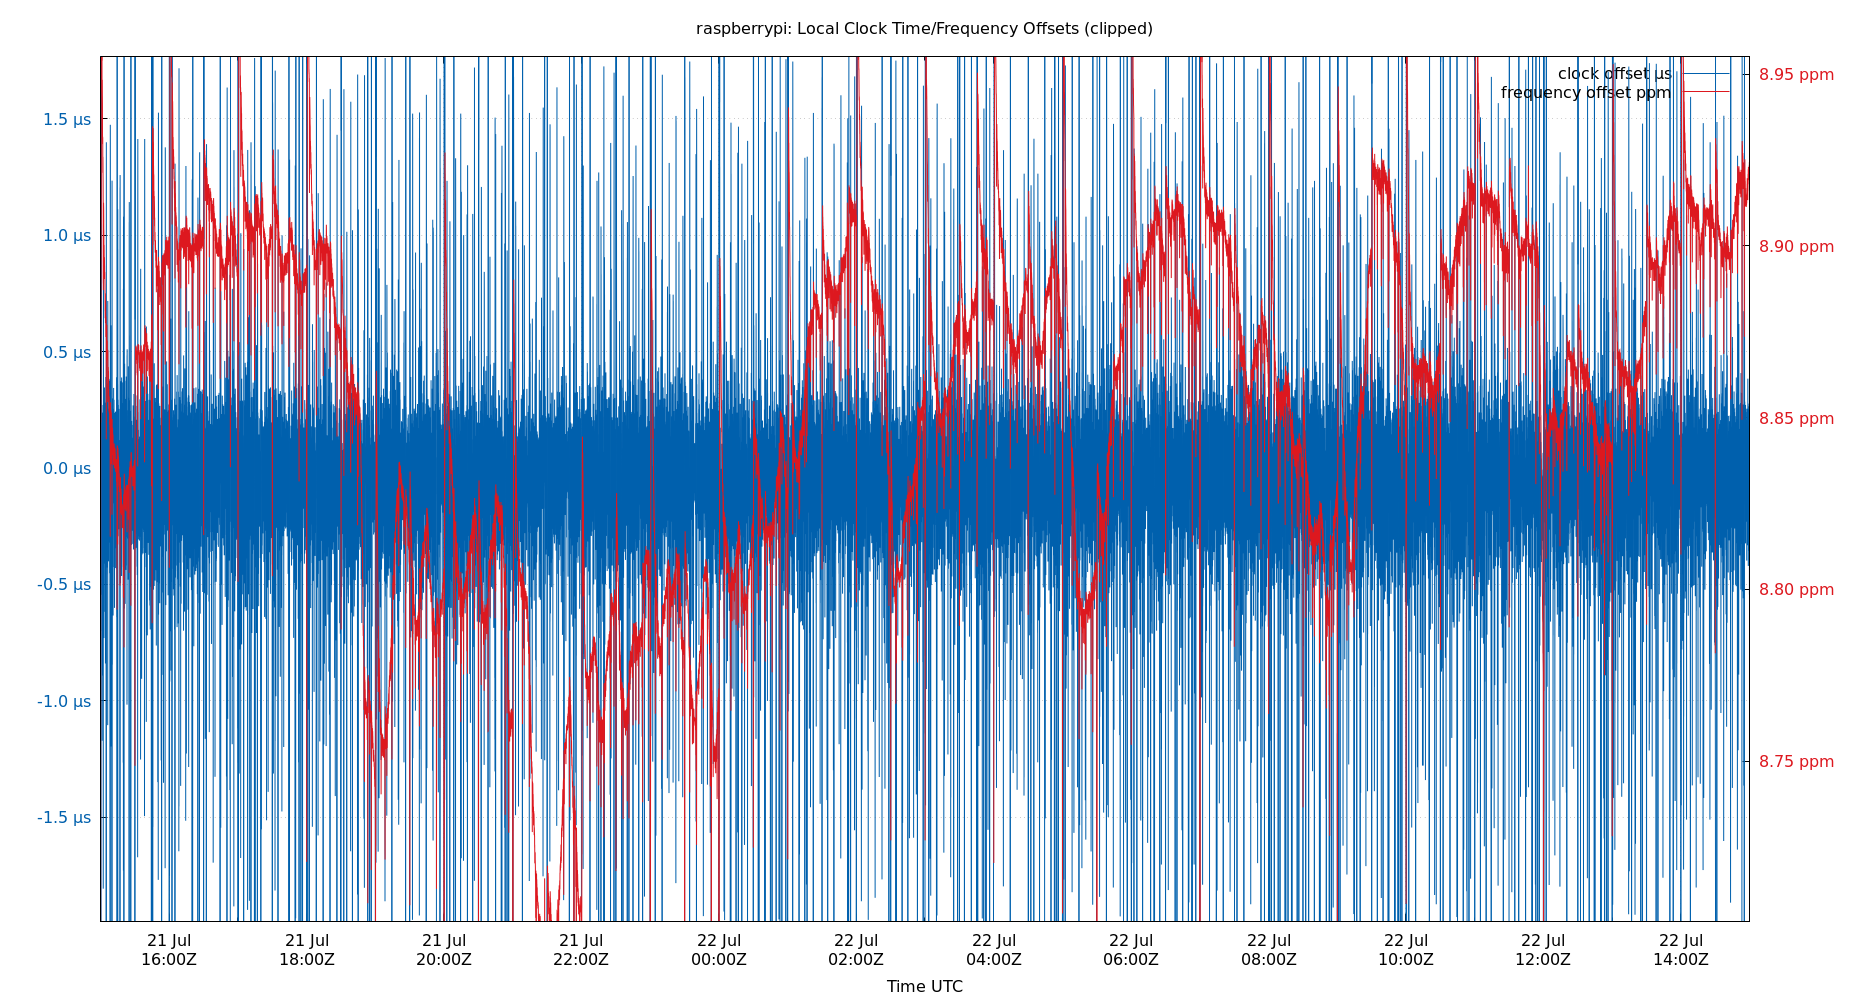 raspberrypi: Local Clock Time/Frequency Offsets (clipped)
clock offset µs
frequency offset ppm
1.5 µs
1.0 µs
0.5 µs
0.0 µs
-0.5 µs
-1.0 µs
-1.5 µs
8.95 ppm
8.90 ppm
8.85 ppm
8.80 ppm
8.75 ppm
21 Jul
16:00Z
21 Jul
18:00Z
21 Jul
20:00Z
21 Jul
22:00Z
22 Jul
00:00Z
22 Jul
02:00Z
22 Jul
04:00Z
22 Jul
06:00Z
22 Jul
08:00Z
22 Jul
10:00Z
22 Jul
12:00Z
22 Jul
14:00Z
Time UTC